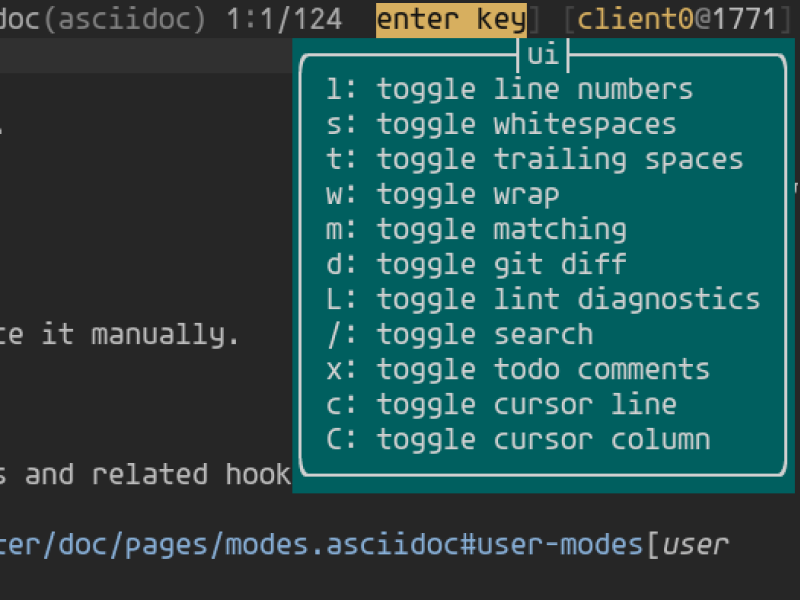 doc(asciidoc) 1:1/124 enter key] [client0@1771]
ui
l: toggle line numbers
s: toggle whitespaces
t: toggle trailing spaces
w: toggle wrap
m: toggle matching
d: toggle git diff
L: toggle lint diagnostics
/: toggle search
x: toggle todo comments
c: toggle cursor line
C: toggle cursor column
it manually.
and related hook
/doc/pages/modes.asciidoc#user-modes[user